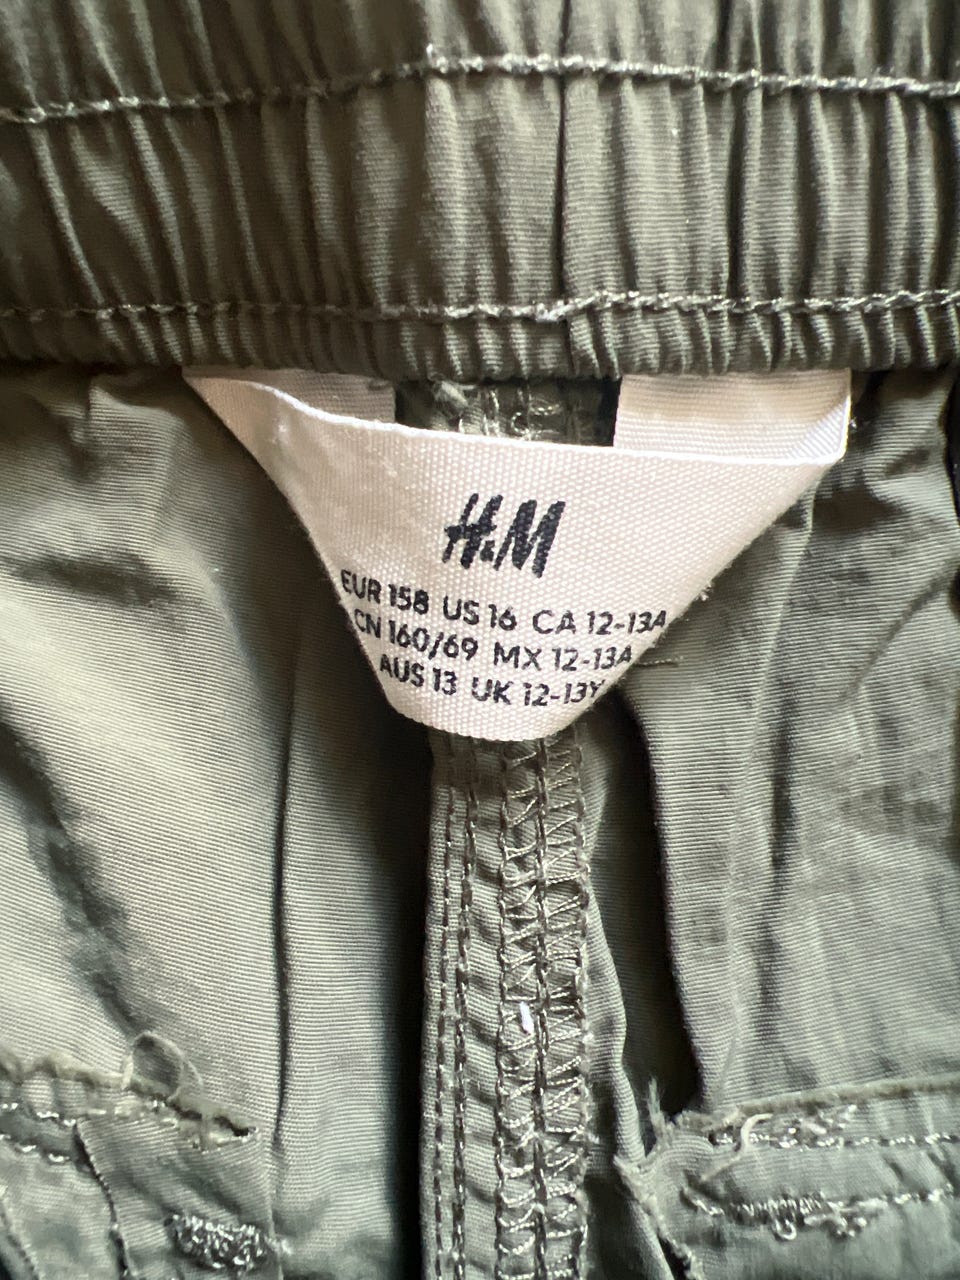 H&M
EUR 158 US 16 CA 12-13A
CN 160/69 MX 12-13A
AUS 13 UK 12-13Y